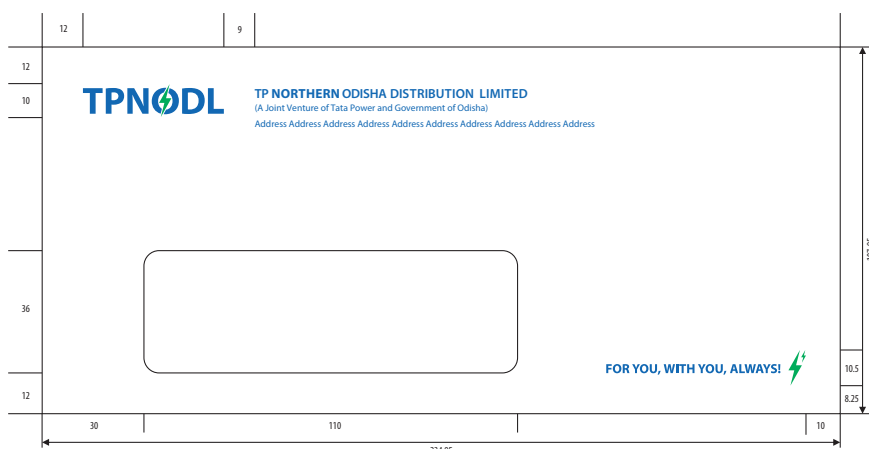 12
9
12
10
TPNODL
TP NORTHERN ODISHA DISTRIBUTION LIMITED
(A Joint Venture of Tata Power and Government of Odisha)
Address Address Address Address Address Address Address Address Address Address
36
FOR YOU, WITH YOU, ALWAYS!
10.5
12
8.25
30
110
10